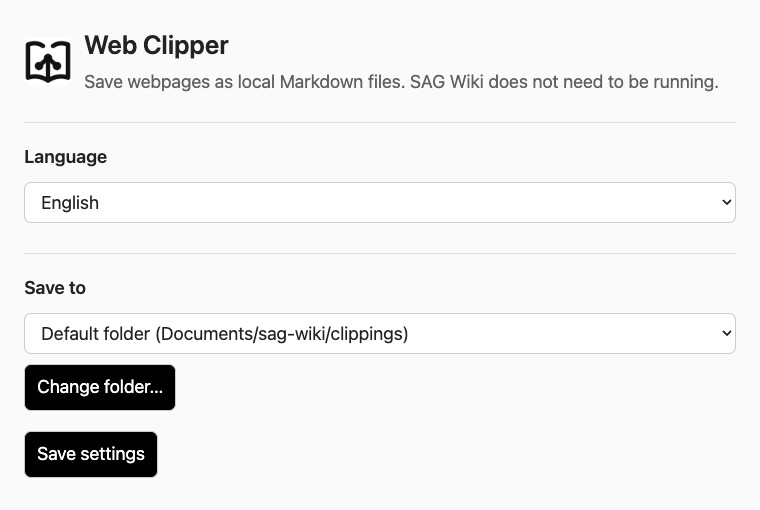 Web Clipper
Save webpages as local Markdown files. SAG Wiki does not need to be running.
Language
English
Save to
Default folder (Documents/sag-wiki/clippings)
Change folder...
Save settings